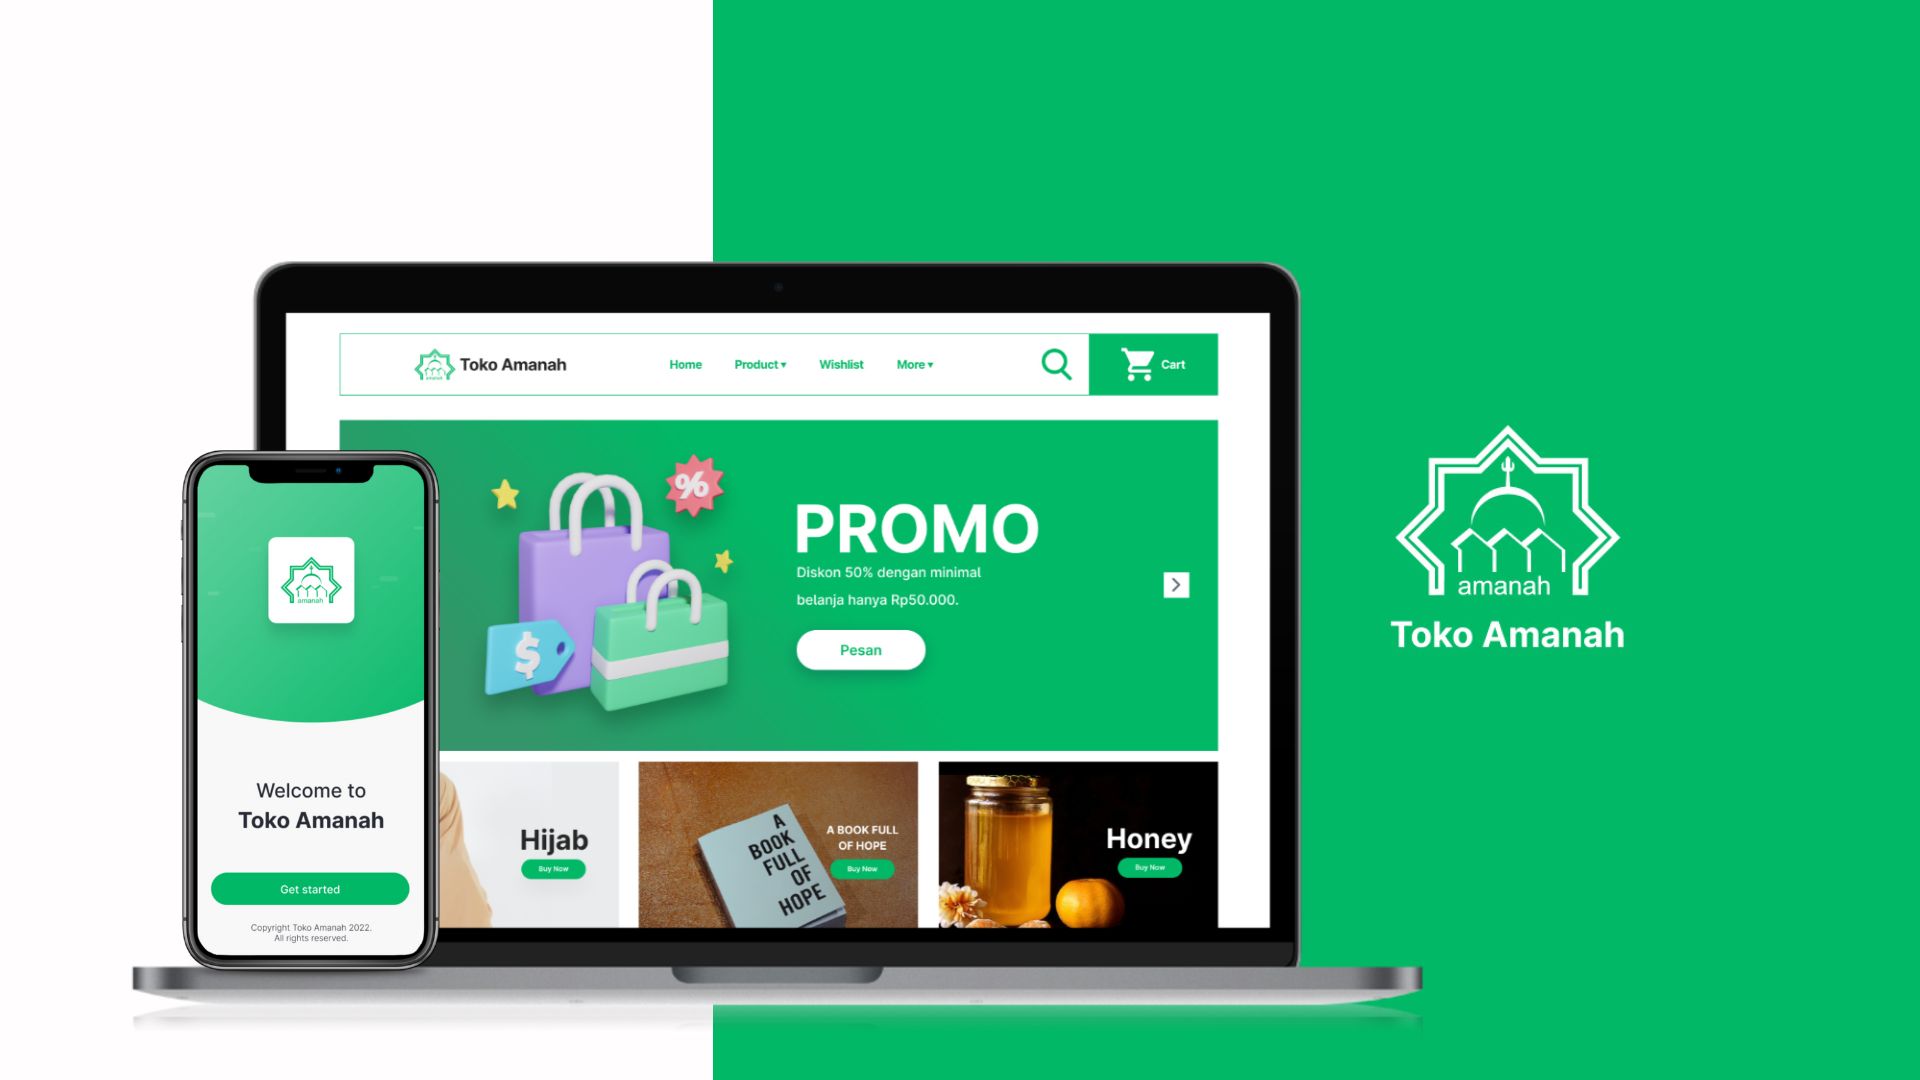 amanah
Toko Amanah
Home
Product
Wishlist
More
Cart
%
$
PROMO
Diskon 50% dengan minimal
belanja hanya Rp50.000.
Pesan
Hijab
Buy Now
A
BOOK
FULL
OF
HOPE
A BOOK FULL
OF HOPE
Buy Now
Honey
Buy Now
amanah
Welcome to
Toko Amanah
Get started
Copyright Toko Amanah 2022.
All rights reserved.
amanah
Toko Amanah